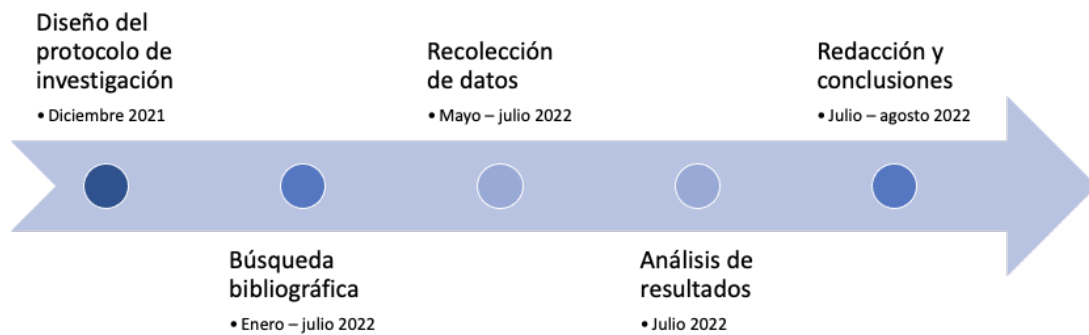 Diseño del
protocolo de
investigación
• Diciembre 2021
Búsqueda
bibliográfica
• Enero – julio 2022
Recolección
de datos
• Mayo – julio 2022
Análisis de
resultados
• Julio 2022
Redacción y
conclusiones
• Julio – agosto 2022